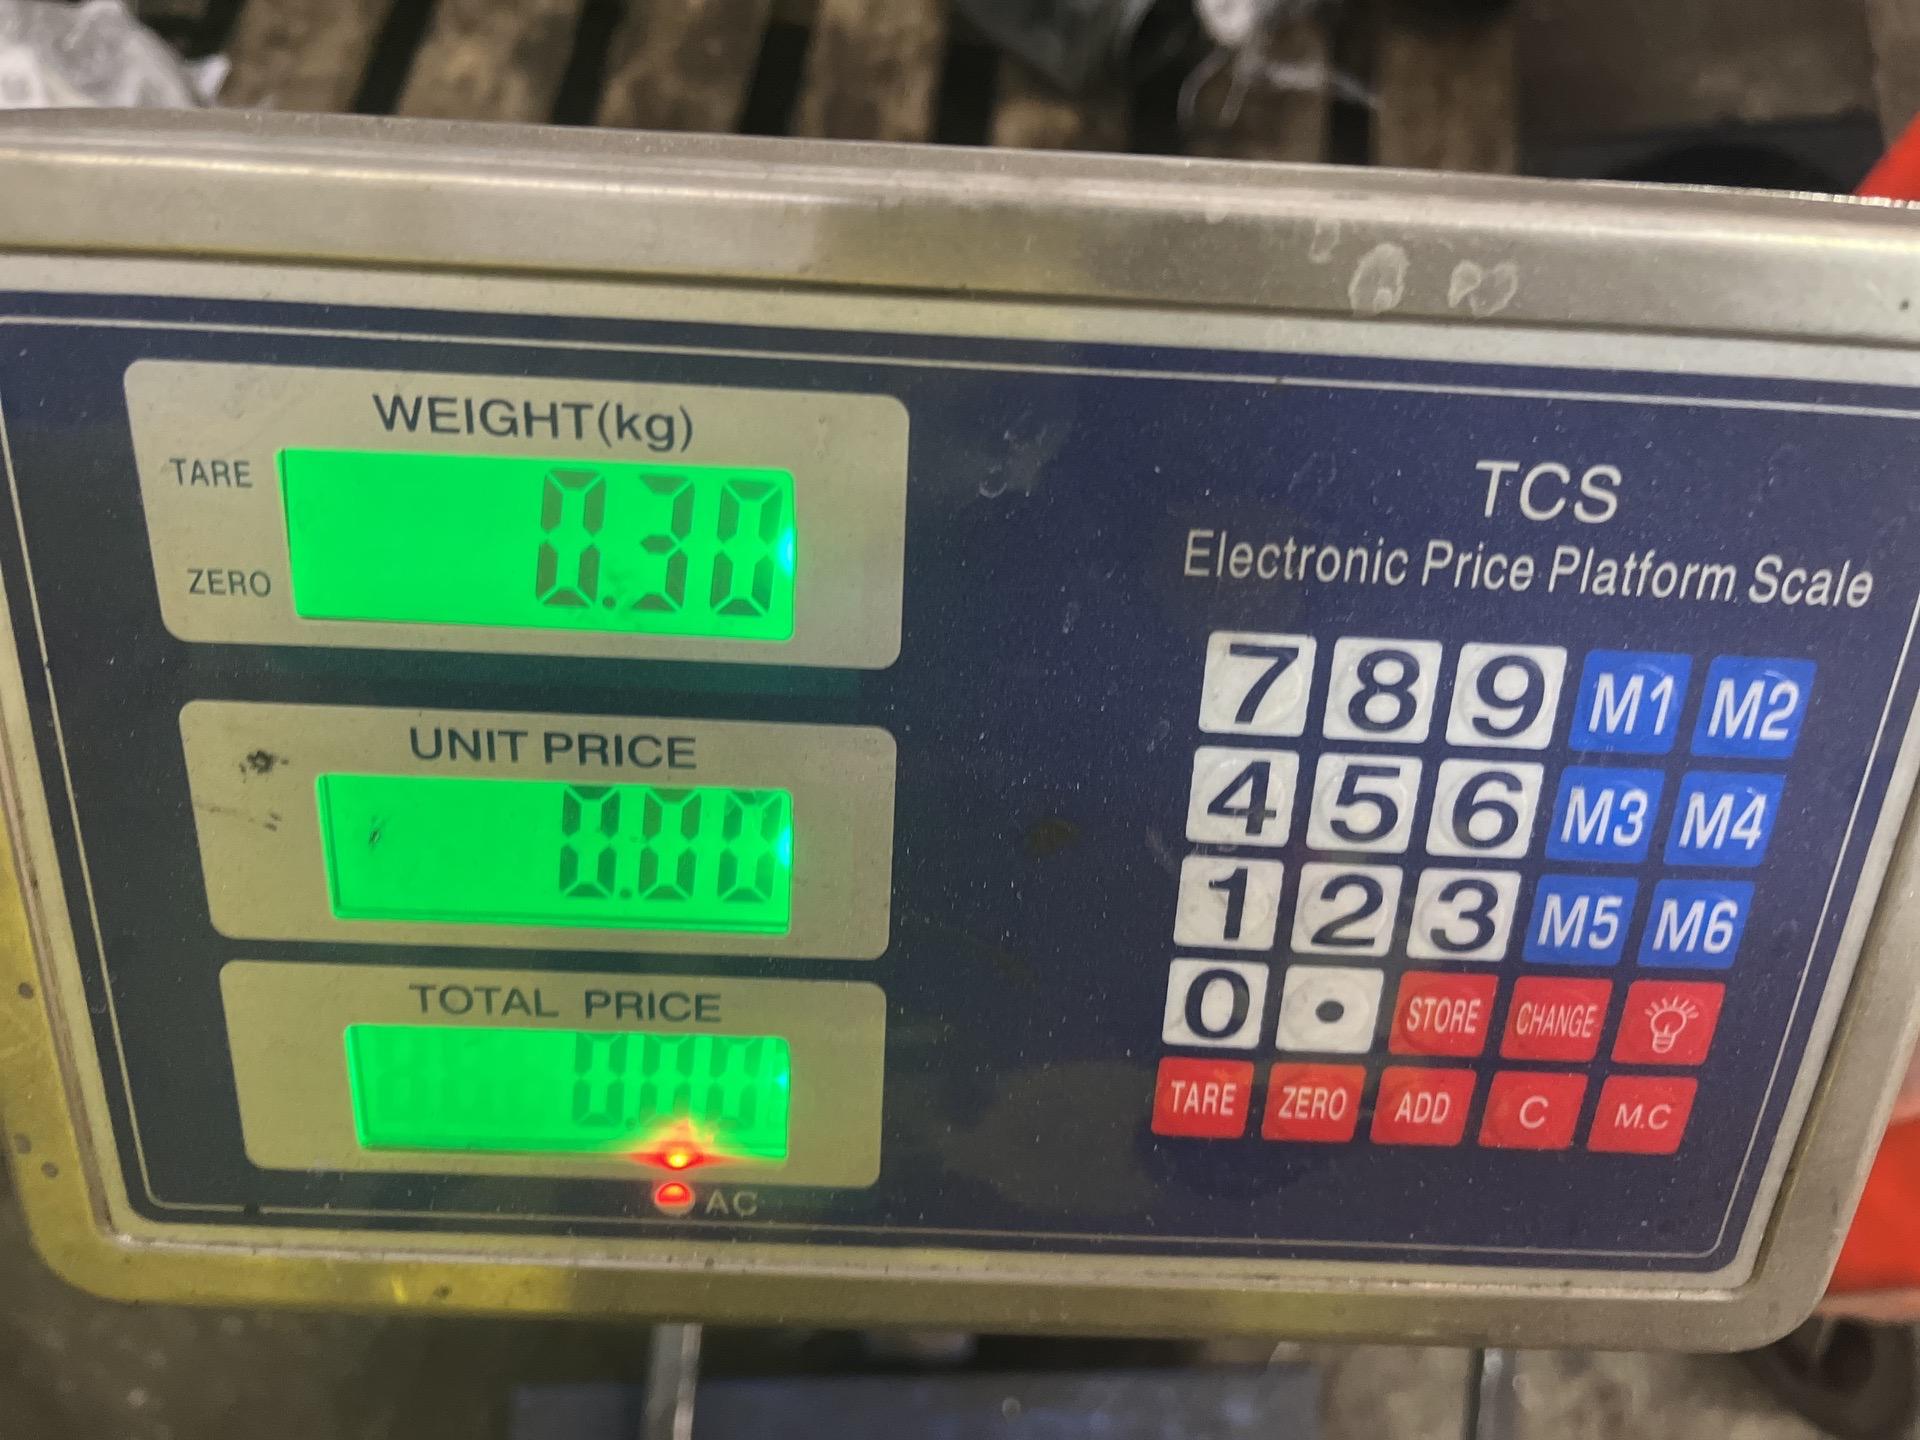 WEIGHT(kg)
TARE
0.30
ZERO
UNIT PRICE
0.00
TOTAL PRICE
0.00
AC
TCS
Electronic Price Platform Scale
7 8 9 M1 M2
4 5 6 M3 M4
1 2 3 M5 M6
0 . STORE CHANGE
TARE ZERO ADD C M.C